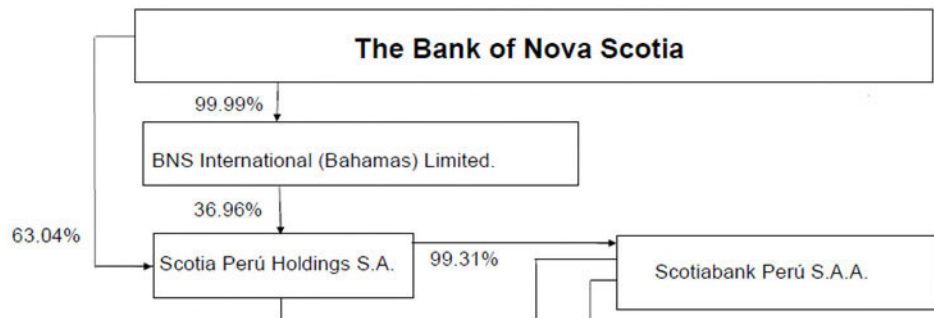 The Bank of Nova Scotia
99.99%
BNS International (Bahamas) Limited.
36.96%
63.04%
Scotia Perú Holdings S.A.
99.31%
Scotiabank Perú S.A.A.